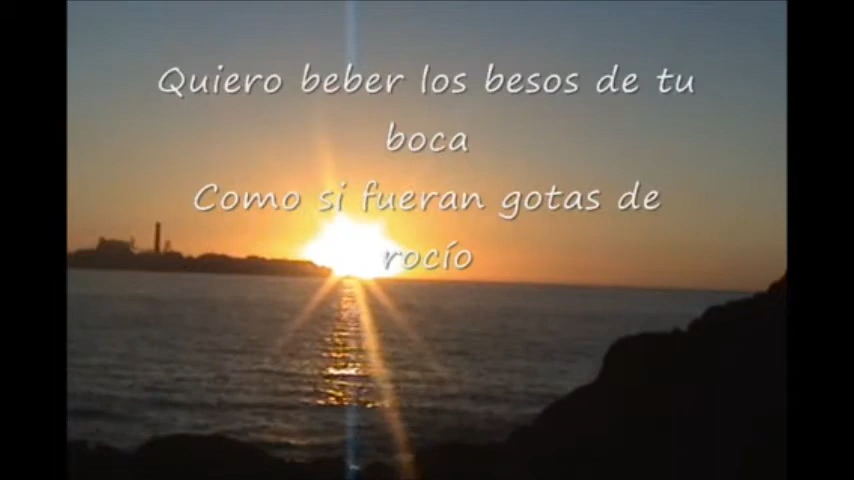 Quiero beber los besos de tu
boca
Como si fueran gotas de
rocío